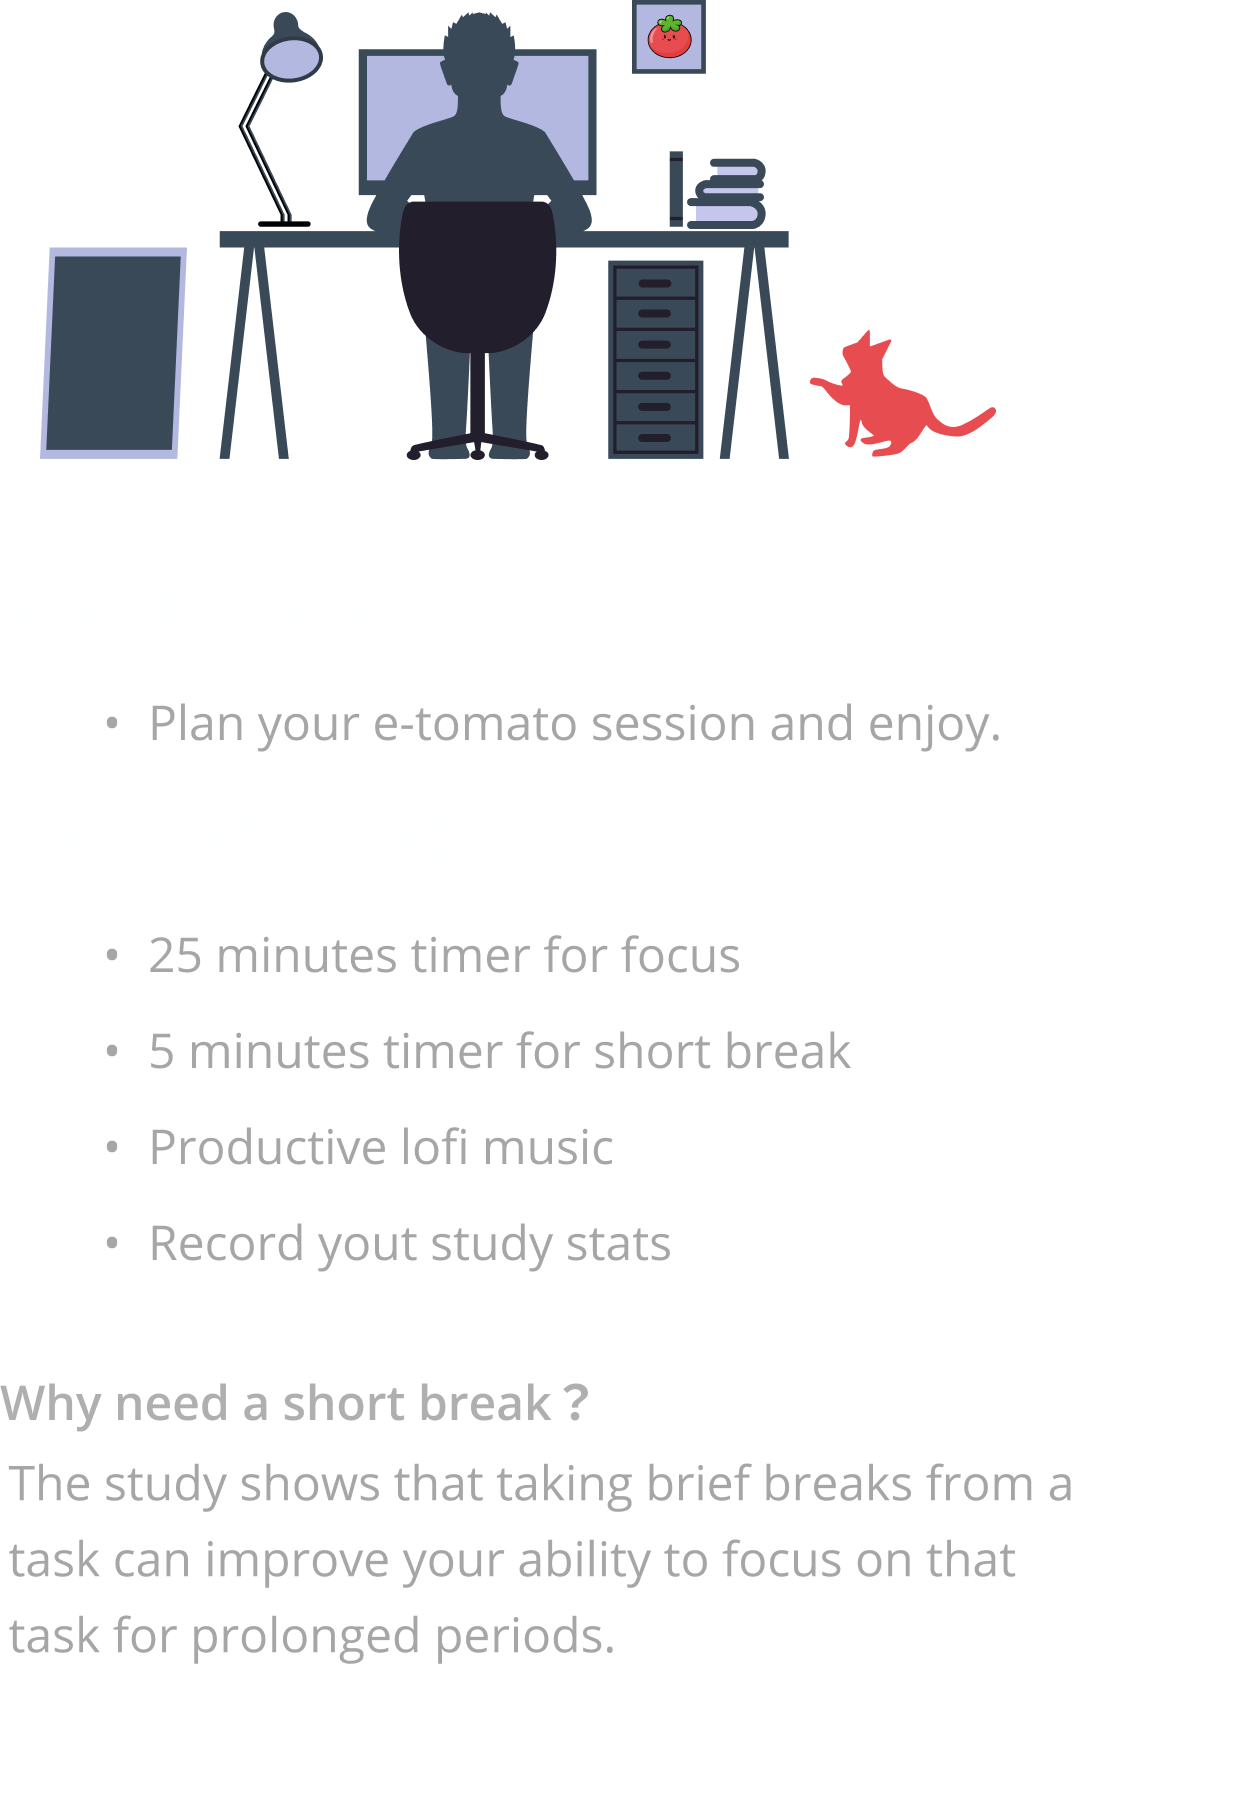 • Plan your e-tomato session and enjoy.
• 25 minutes timer for focus
• 5 minutes timer for short break
• Productive lofi music
• Record yout study stats
Why need a short break ?
The study shows that taking brief breaks from a
task can improve your ability to focus on that
task for prolonged periods.